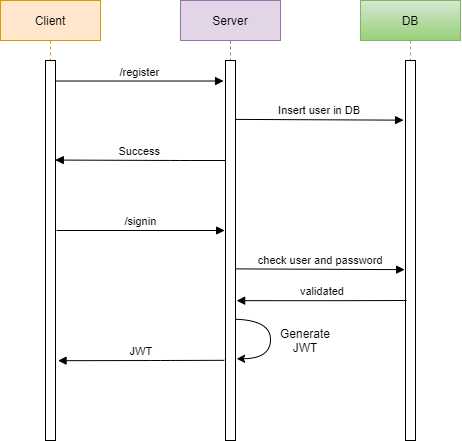 Client
Server
DB
/register
Insert user in DB
Success
/signin
check user and password
validated
Generate
JWT
JWT